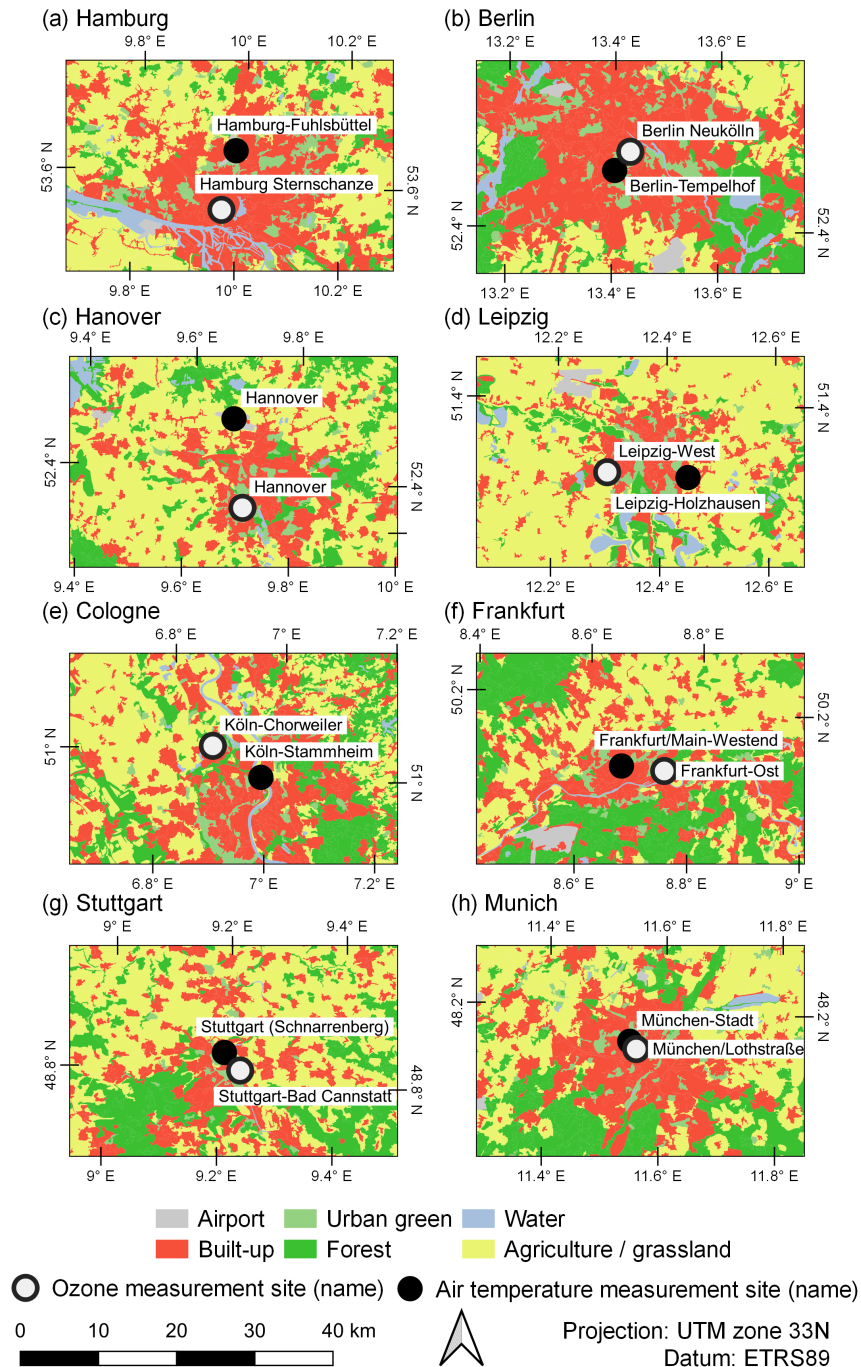 (a) Hamburg
9.8° E 10° E 10.2° E
53.6° N
Hamburg-Fuhlsbüttel
Hamburg Sternschanze
53.6° N
9.8° E 10° E 10.2° E
(b) Berlin
13.2° E 13.4° E 13.6° E
52.4° N
Berlin Neukölln
Berlin-Tempelhof
52.4° N
13.2° E 13.4° E 13.6° E
(c) Hanover
9.4° E 9.6° E 9.8° E
52.4° N
Hannover
Hannover
52.4° N
9.4° E 9.6° E 9.8° E 10° E
(d) Leipzig
12.2° E 12.4° E 12.6° E
51.4° N
51.4° N
Leipzig-West
Leipzig-Holzhausen
12.2° E 12.4° E 12.6° E
(e) Cologne
6.8° E 7° E 7.2° E
51° N
Köln-Chorweiler
Köln-Stammheim
51° N
6.8° E 7° E 7.2° E
(f) Frankfurt
8.4° E 8.6° E 8.8° E
50.2° N
50.2° N
Frankfurt/Main-Westend
Frankfurt-Ost
8.6° E 8.8° E 9° E
(g) Stuttgart
9° E 9.2° E 9.4° E
Stuttgart (Schnarrenberg)
48.8° N
Stuttgart-Bad Cannstatt
48.8° N
9° E 9.2° E 9.4° E
(h) Munich
11.4° E 11.6° E 11.8° E
48.2° N
48.2° N
München-Stadt
München/Lothstraße
11.4° E 11.6° E 11.8° E
Airport Urban green Water
Built-up Forest Agriculture / grassland
Ozone measurement site (name) Air temperature measurement site (name)
0 10 20 30 40 km
Projection: UTM zone 33N
Datum: ETRS89